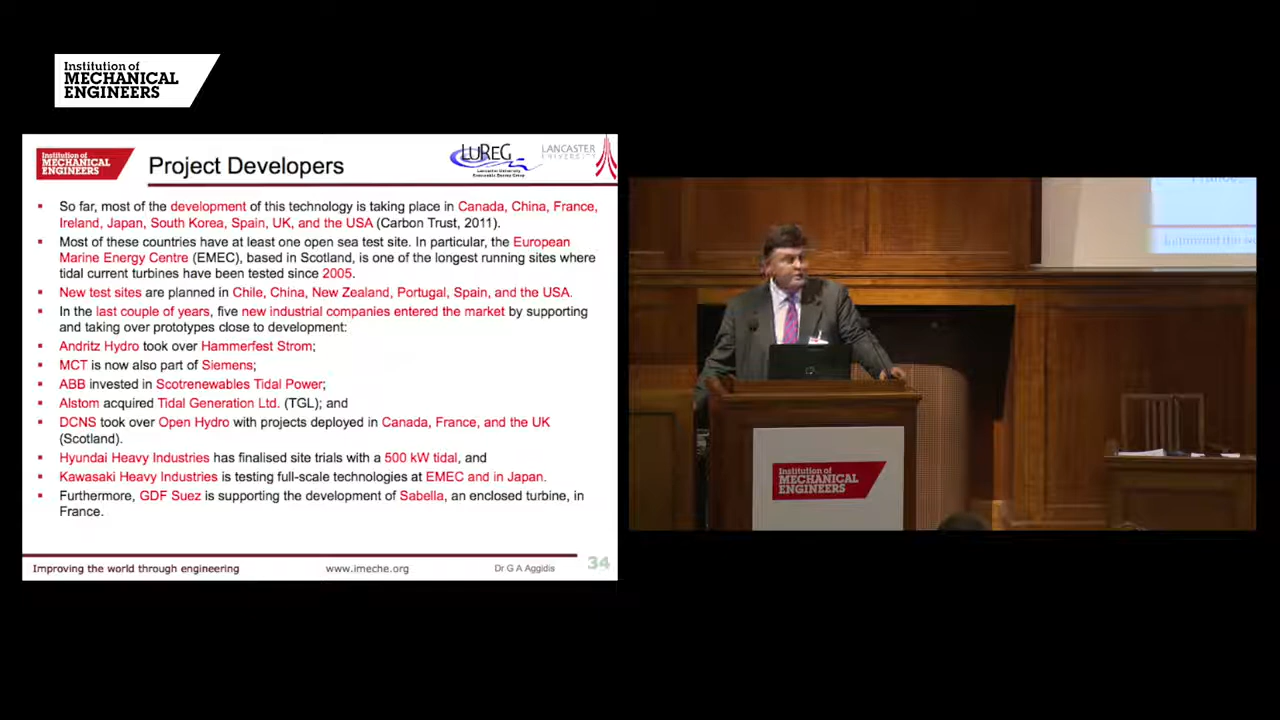 Institution of
MECHANICAL
ENGINEERS
Institution of
MECHANICAL
ENGINEERS
Project Developers
LUREG
Lancaster University
Renewable Energy Group
LANCASTER
UNIVERSITY
▪ So far, most of the development of this technology is taking place in Canada, China, France,
Ireland, Japan, South Korea, Spain, UK, and the USA (Carbon Trust, 2011).
▪ Most of these countries have at least one open sea test site. In particular, the European
Marine Energy Centre (EMEC), based in Scotland, is one of the longest running sites where
tidal current turbines have been tested since 2005.
▪ New test sites are planned in Chile, China, New Zealand, Portugal, Spain, and the USA.
▪ In the last couple of years, five new industrial companies entered the market by supporting
and taking over prototypes close to development:
▪ Andritz Hydro took over Hammerfest Strom;
▪ MCT is now also part of Siemens;
▪ ABB invested in Scotrenewables Tidal Power;
▪ Alstom acquired Tidal Generation Ltd. (TGL); and
▪ DCNS took over Open Hydro with projects deployed in Canada, France, and the UK
(Scotland).
▪ Hyundai Heavy Industries has finalised site trials with a 500 kW tidal, and
▪ Kawasaki Heavy Industries is testing full-scale technologies at EMEC and in Japan.
▪ Furthermore, GDF Suez is supporting the development of Sabella, an enclosed turbine, in
France.
Improving the world through engineering
www.imeche.org
Dr G A Aggidis
34
Institution of
MECHANICAL
ENGINEERS